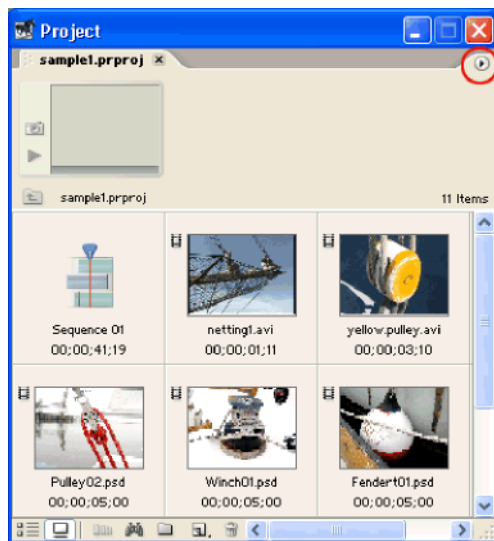 Project
sample1.prproj
sample1.prproj
11 Items
Sequence 01
netting1.avi
yellow.pulley.avi
00;00;41;19
00;00;01;11
00;00;03;10
Pulley02.psd
Winch01.psd
Fendert01.psd
00;00;05;00
00;00;05;00
00;00;05;00